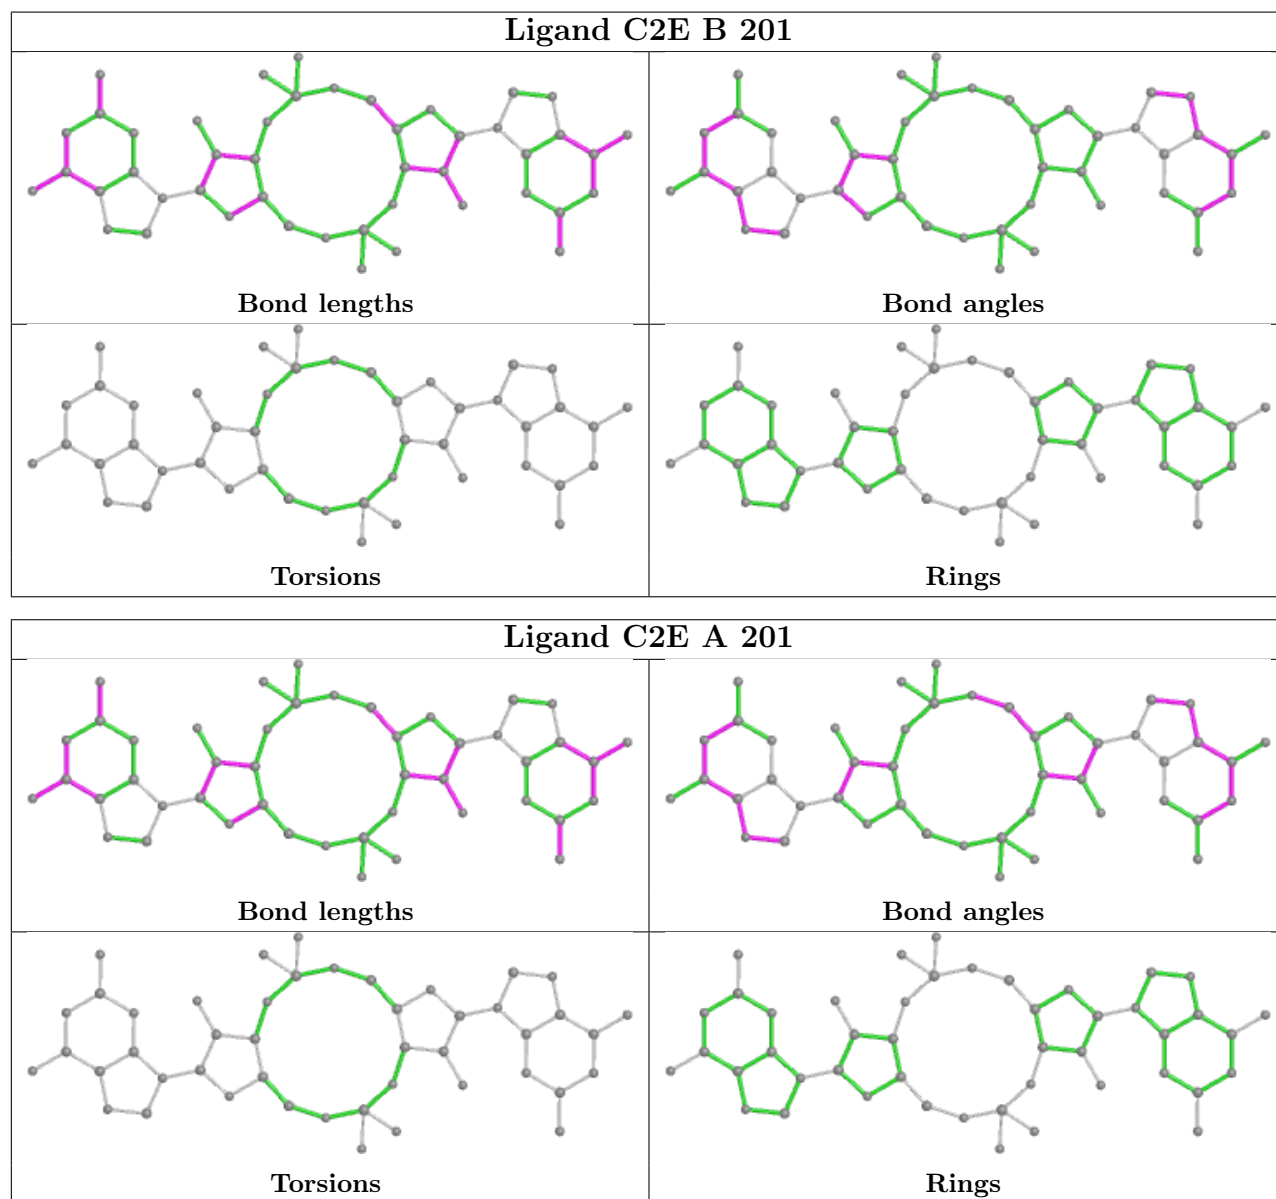 Ligand C2E B 201
Bond lengths
Bond angles
Torsions
Rings
Ligand C2E A 201
Bond lengths
Bond angles
Torsions
Rings